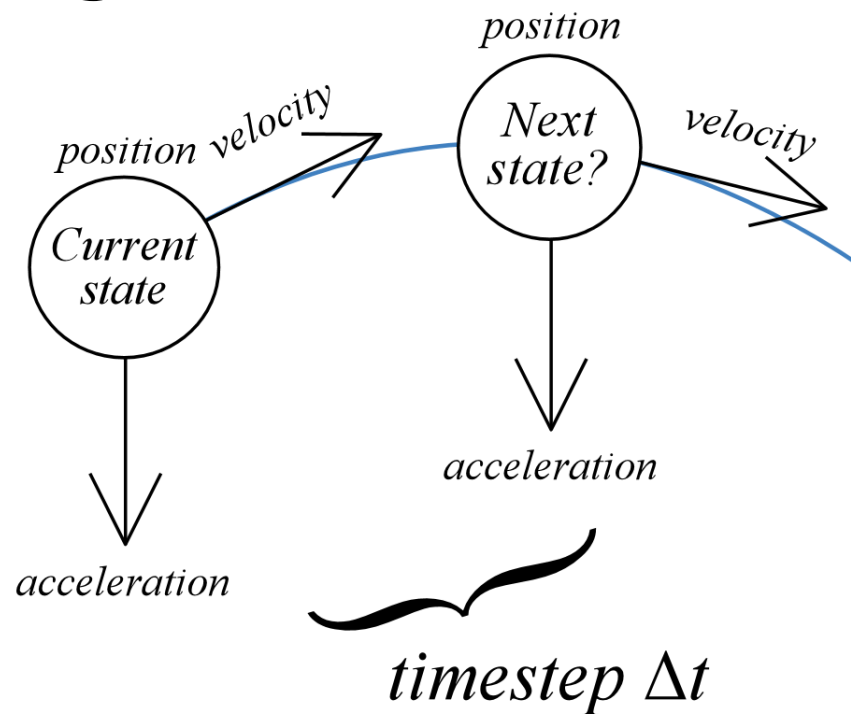 position
Next
state?
velocity
velocity
position
Current
state
acceleration
acceleration
timestep Δt